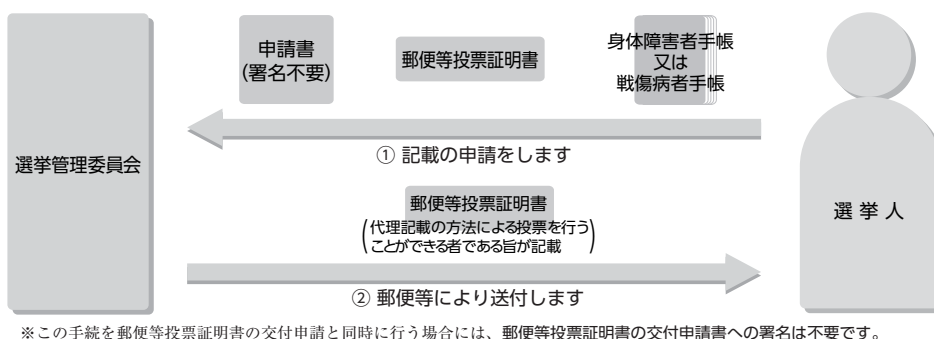 申請書
(署名不要)
郵便等投票証明書
身体障害者手帳
又は
戦傷病者手帳
選挙管理委員会
① 記載の申請をします
郵便等投票証明書
(代理記載の方法による投票を行う
ことができる者である旨が記載)
選挙人
② 郵便等により送付します
※この手続を郵便等投票証明書の交付申請と同時に行う場合には、郵便等投票証明書の交付申請書への署名は不要です。